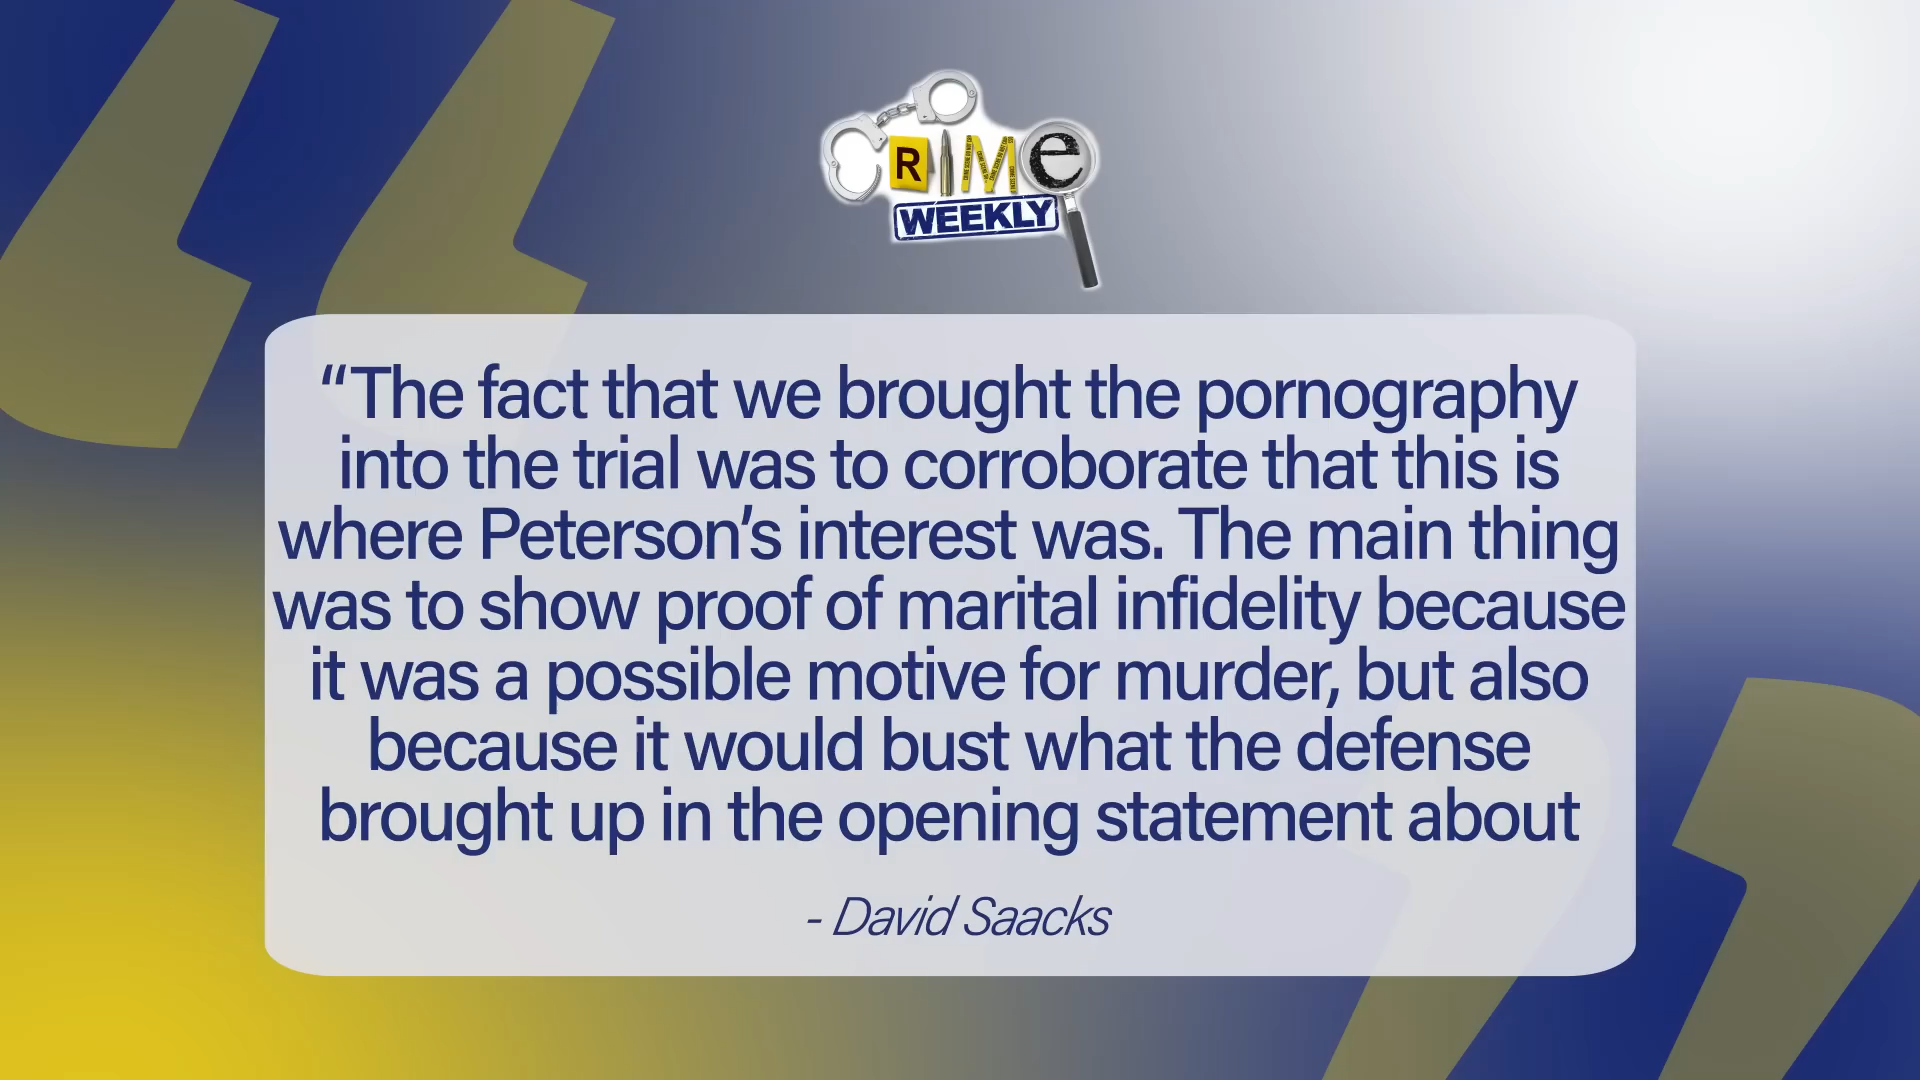 CRIME
WEEKLY
“The fact that we brought the pornography
into the trial was to corroborate that this is
where Peterson’s interest was. The main thing
was to show proof of marital infidelity because
it was a possible motive for murder, but also
because it would bust what the defense
brought up in the opening statement about
- David Saacks